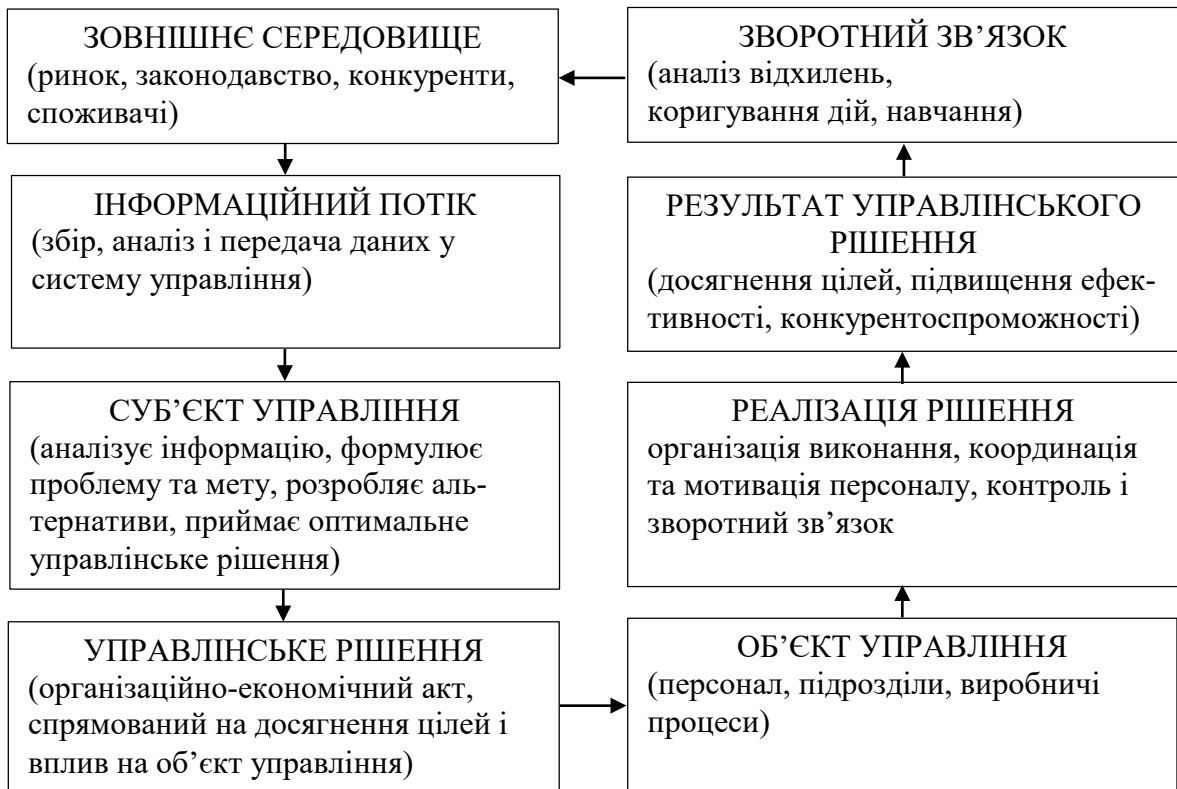 ЗОВНІШНЄ СЕРЕДОВИЩЕ
(ринок, законодавство, конкуренти,
споживачі)
ІНФОРМАЦІЙНИЙ ПОТІК
(збір, аналіз і передача даних у
систему управління)
СУБ’ЄКТ УПРАВЛІННЯ
(аналізує інформацію, формулює
проблему та мету, розробляє аль-
тернативи, приймає оптимальне
управлінське рішення)
УПРАВЛІНСЬКЕ РІШЕННЯ
(організаційно-економічний акт,
спрямований на досягнення цілей і
вплив на об’єкт управління)
ОБ’ЄКТ УПРАВЛІННЯ
(персонал, підрозділи, виробничі
процеси)
РЕАЛІЗАЦІЯ РІШЕННЯ
організація виконання, координація
та мотивація персоналу, контроль і
зворотний зв’язок
РЕЗУЛЬТАТ УПРАВЛІНСЬКОГО
РІШЕННЯ
(досягнення цілей, підвищення ефек-
тивності, конкурентоспроможності)
ЗВОРОТНИЙ ЗВ’ЯЗОК
(аналіз відхилень,
коригування дій, навчання)